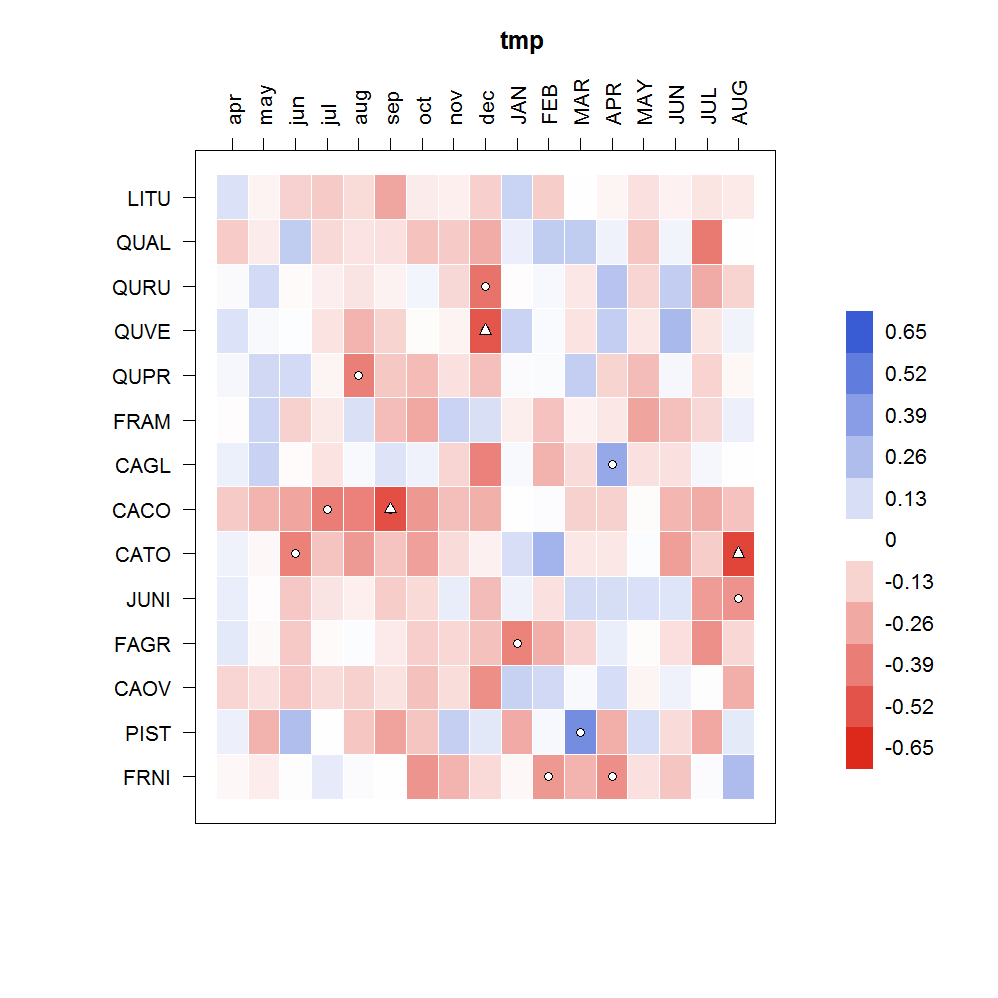 tmp
apr may jun jul aug sep oct nov dec JAN FEB MAR APR MAY JUN JUL AUG
LITU
QUAL
QURU
QUVE
QUPR
FRAM
CAGL
CACO
CATO
JUNI
FAGR
CAOV
PIST
FRNI
0.65
0.52
0.39
0.26
0.13
0
-0.13
-0.26
-0.39
-0.52
-0.65